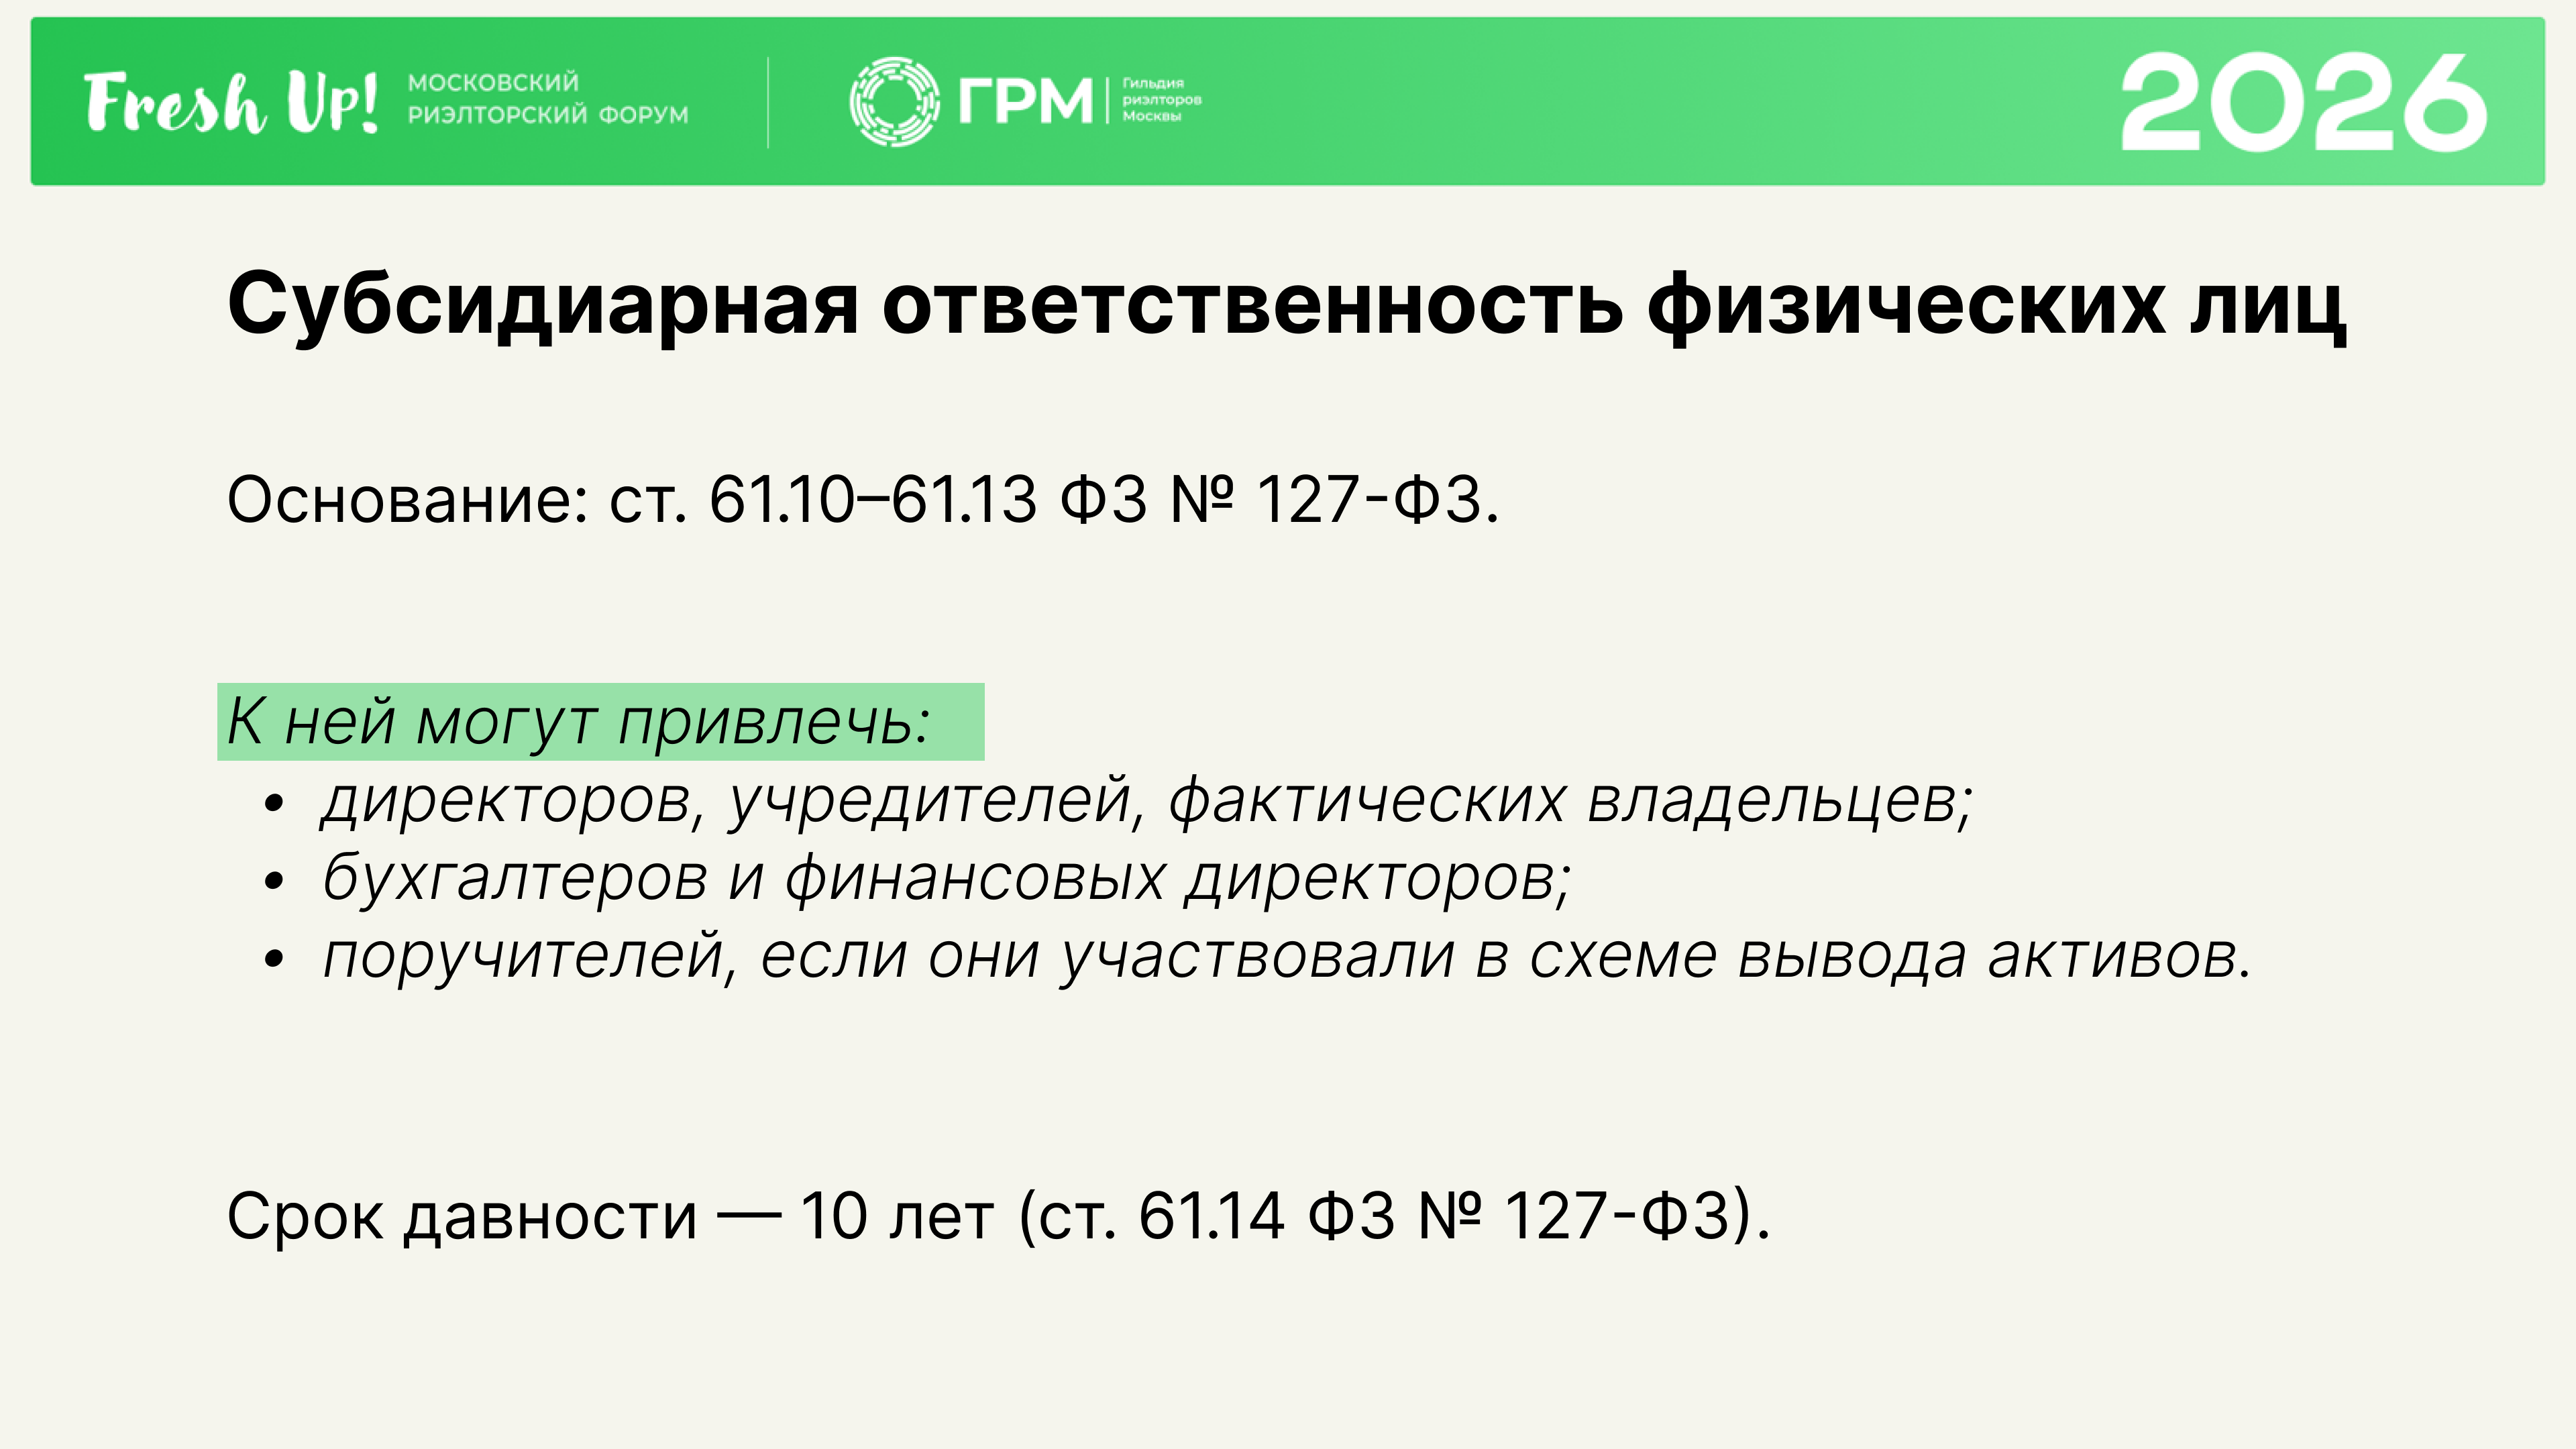 Fresh Up!
МОСКОВСКИЙ
РИЭЛТОРСКИЙ ФОРУМ
ГРМ
Гильдия
риэлторов
Москвы
2026
Субсидиарная ответственность физических лиц
Основание: ст. 61.10–61.13 ФЗ № 127-ФЗ.
К ней могут привлечь:
• директоров, учредителей, фактических владельцев;
• бухгалтеров и финансовых директоров;
• поручителей, если они участвовали в схеме вывода активов.
Срок давности — 10 лет (ст. 61.14 ФЗ № 127-ФЗ).